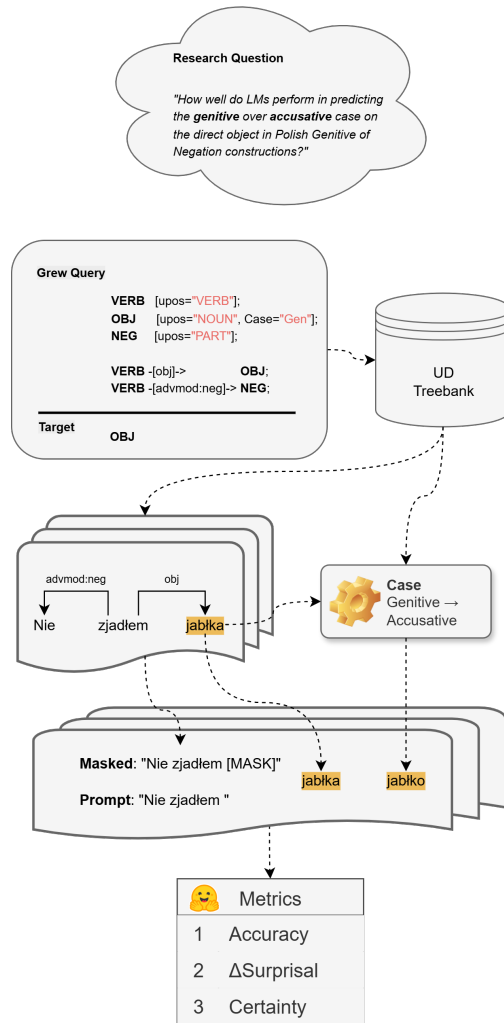 Research Question
"How well do LMs perform in predicting
the genitive over accusative case on
the direct object in Polish Genitive of
Negation constructions?"
Grew Query
VERB [upos="VERB"];
OBJ [upos="NOUN", Case="Gen"];
NEG [upos="PART"];
VERB -[obj]-> OBJ;
VERB -[advmod:neg]-> NEG;
Target
OBJ
UD
Treebank
advmod:neg obj
Nie zjadłem jabłka
Case
Genitive →
Accusative
Masked: "Nie zjadłem [MASK]"
jabłka jabłko
Prompt: "Nie zjadłem "
Metrics
1 Accuracy
2 ΔSurprisal
3 Certainty